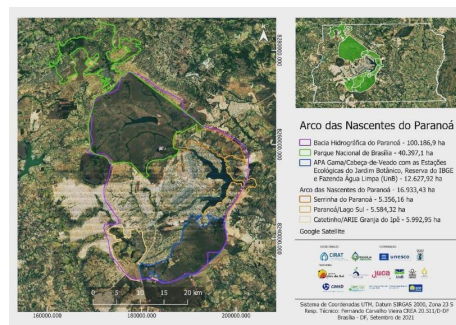 Arco das Nascentes do Paranoá
Bacia Hidrográfica do Paranoá - 100.186,9 ha
Parque Nacional de Brasília - 40.397,1 ha
APA Gama/Cabeça-de-Veado com as Estações
Ecológicas do Jardim Botânico, Reserva do IBGE
e Fazenda Água Limpa (UnB) - 12.627,92 ha
Arco das Nascentes do Paranoá - 16.933,43 ha
Serrinha do Paranoá - 5.356,16 ha
Paranoá/Lago Sul - 5.584,32 ha
Catetinho/ARIE Granja do Ipê - 5.992,95 ha
Google Satellite
CIRAT
unesco
juca
caesb
Sistema de Coordenadas UTM, Datum SIRGAS 2000, Zona 23 S
Resp. Técnico: Fernando Carvalho Vieira CREA 20.511/D-DF
Brasília - DF, Setembro de 2021
0 5 10 15 20 km
160000.000 180000.000 200000.000